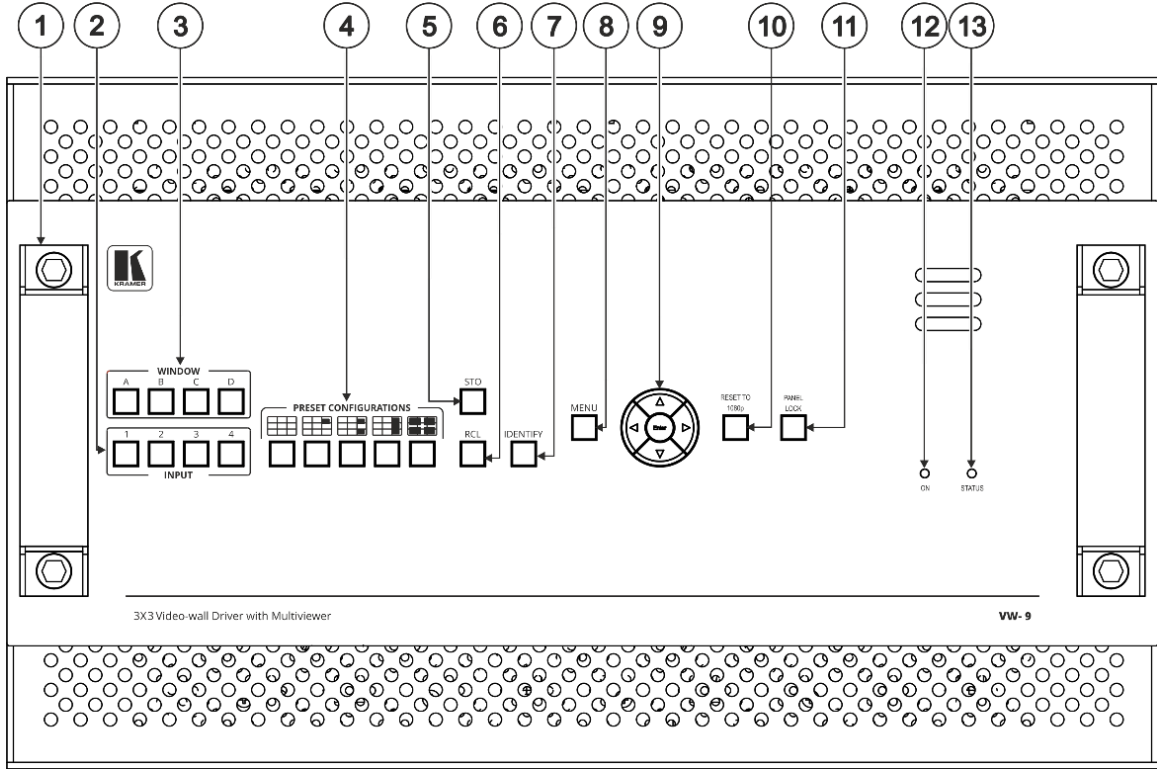 1 2 3 4 5 6 7 8 9 10 11 12 13
K
KRAMER
WINDOW
A B C D
1 2 3 4
INPUT
PRESET CONFIGURATIONS
STO
RCL
IDENTIFY
MENU
Enter
RESET TO
1080p
PANEL
LOCK
ON
STATUS
3X3 Video-wall Driver with Multiviewer
VW- 9